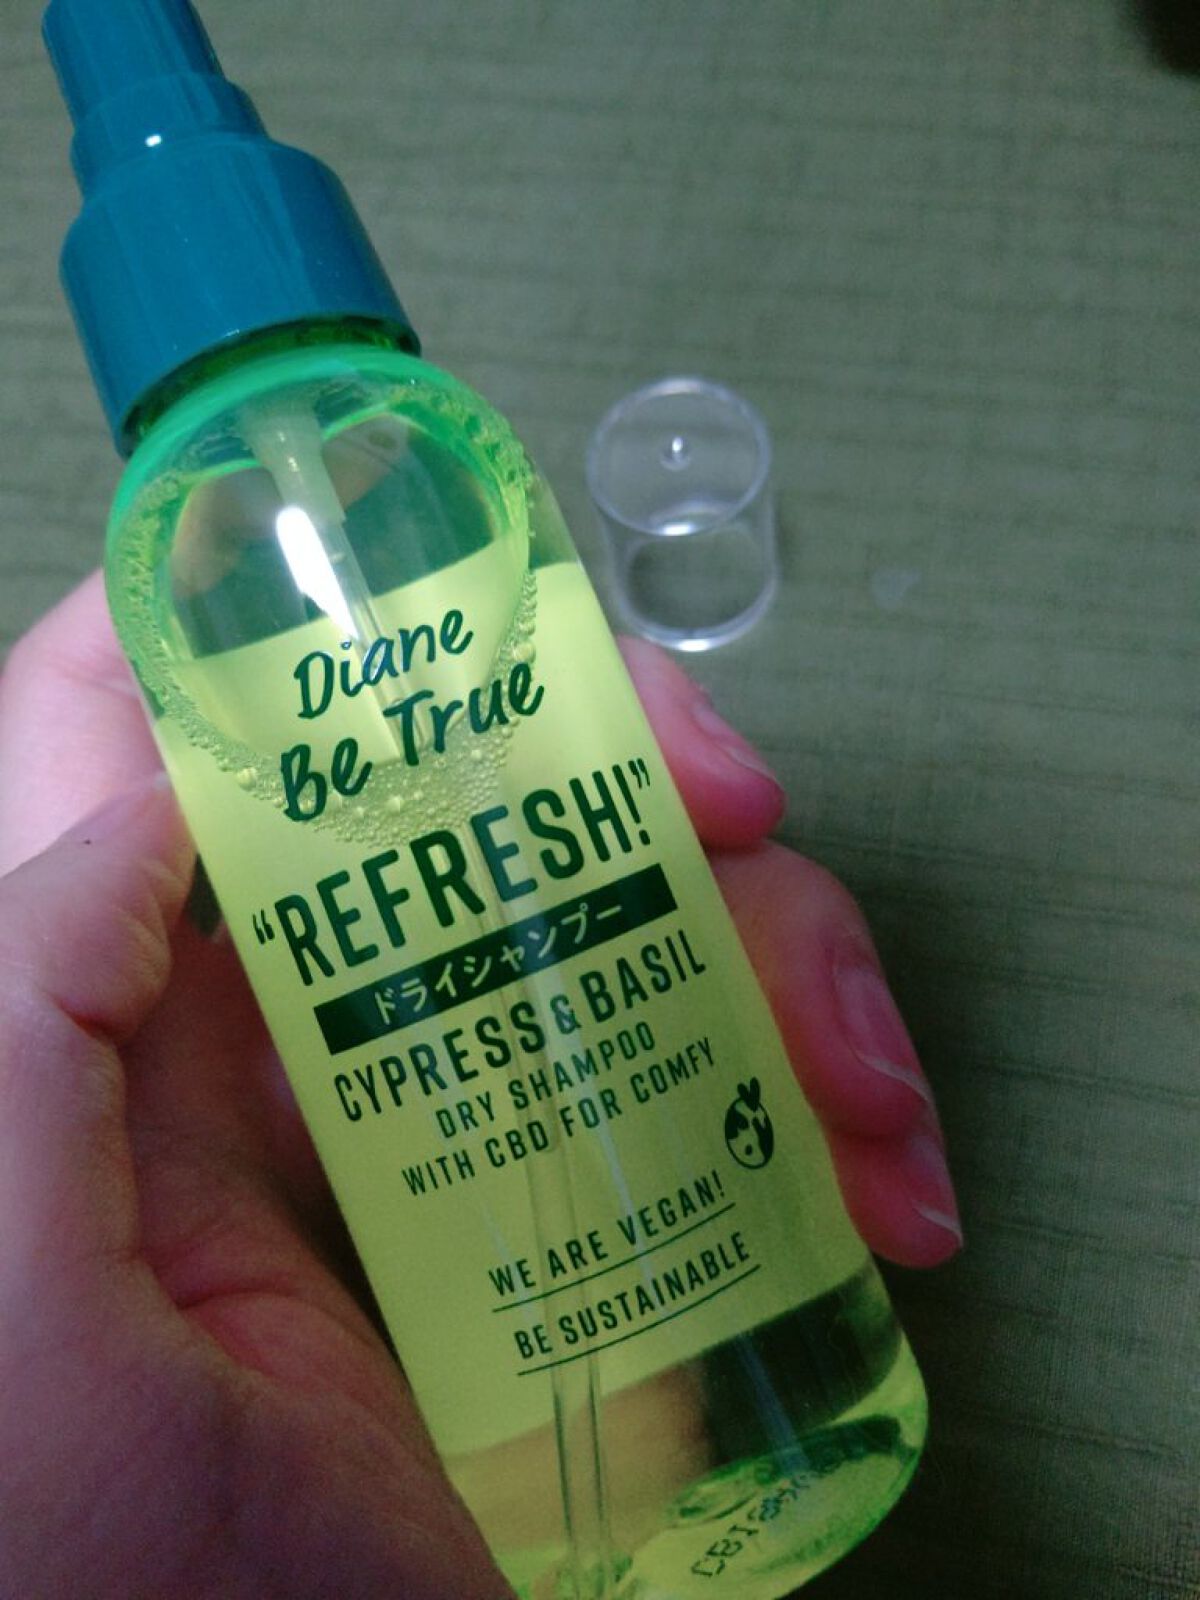 Diane
Be True
“REFRESH!”
ドライシャンプー
CYPRESS & BASIL
DRY SHAMPOO
WITH CBD FOR COMFY
WE ARE VEGAN!
BE SUSTAINABLE